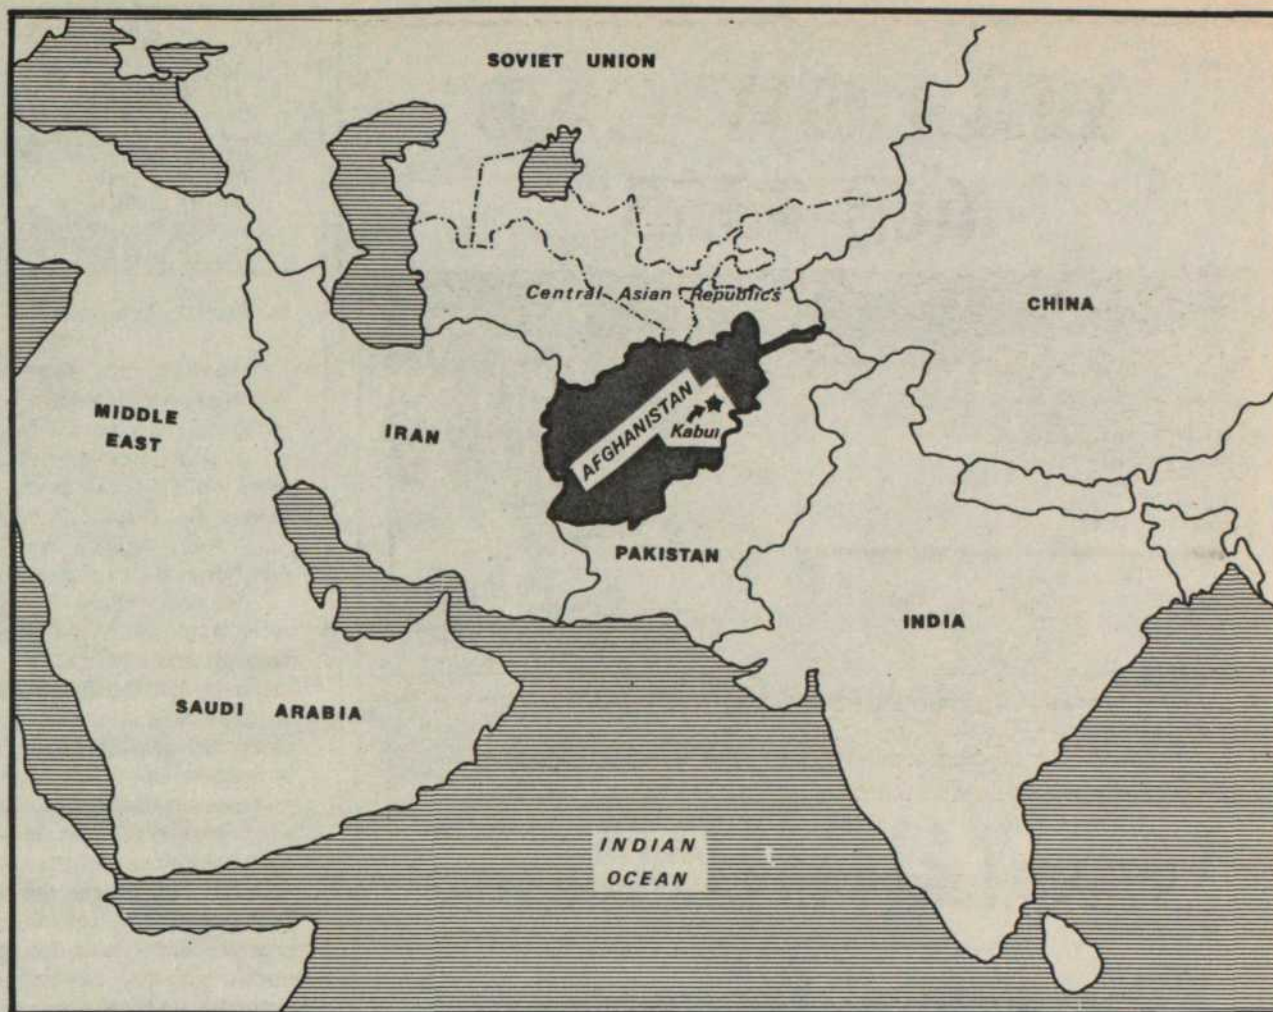 SOVIET UNION
Central Asian Republics
CHINA
MIDDLE
EAST
IRAN
AFGHANISTAN
Kabul
PAKISTAN
INDIA
SAUDI ARABIA
INDIAN
OCEAN